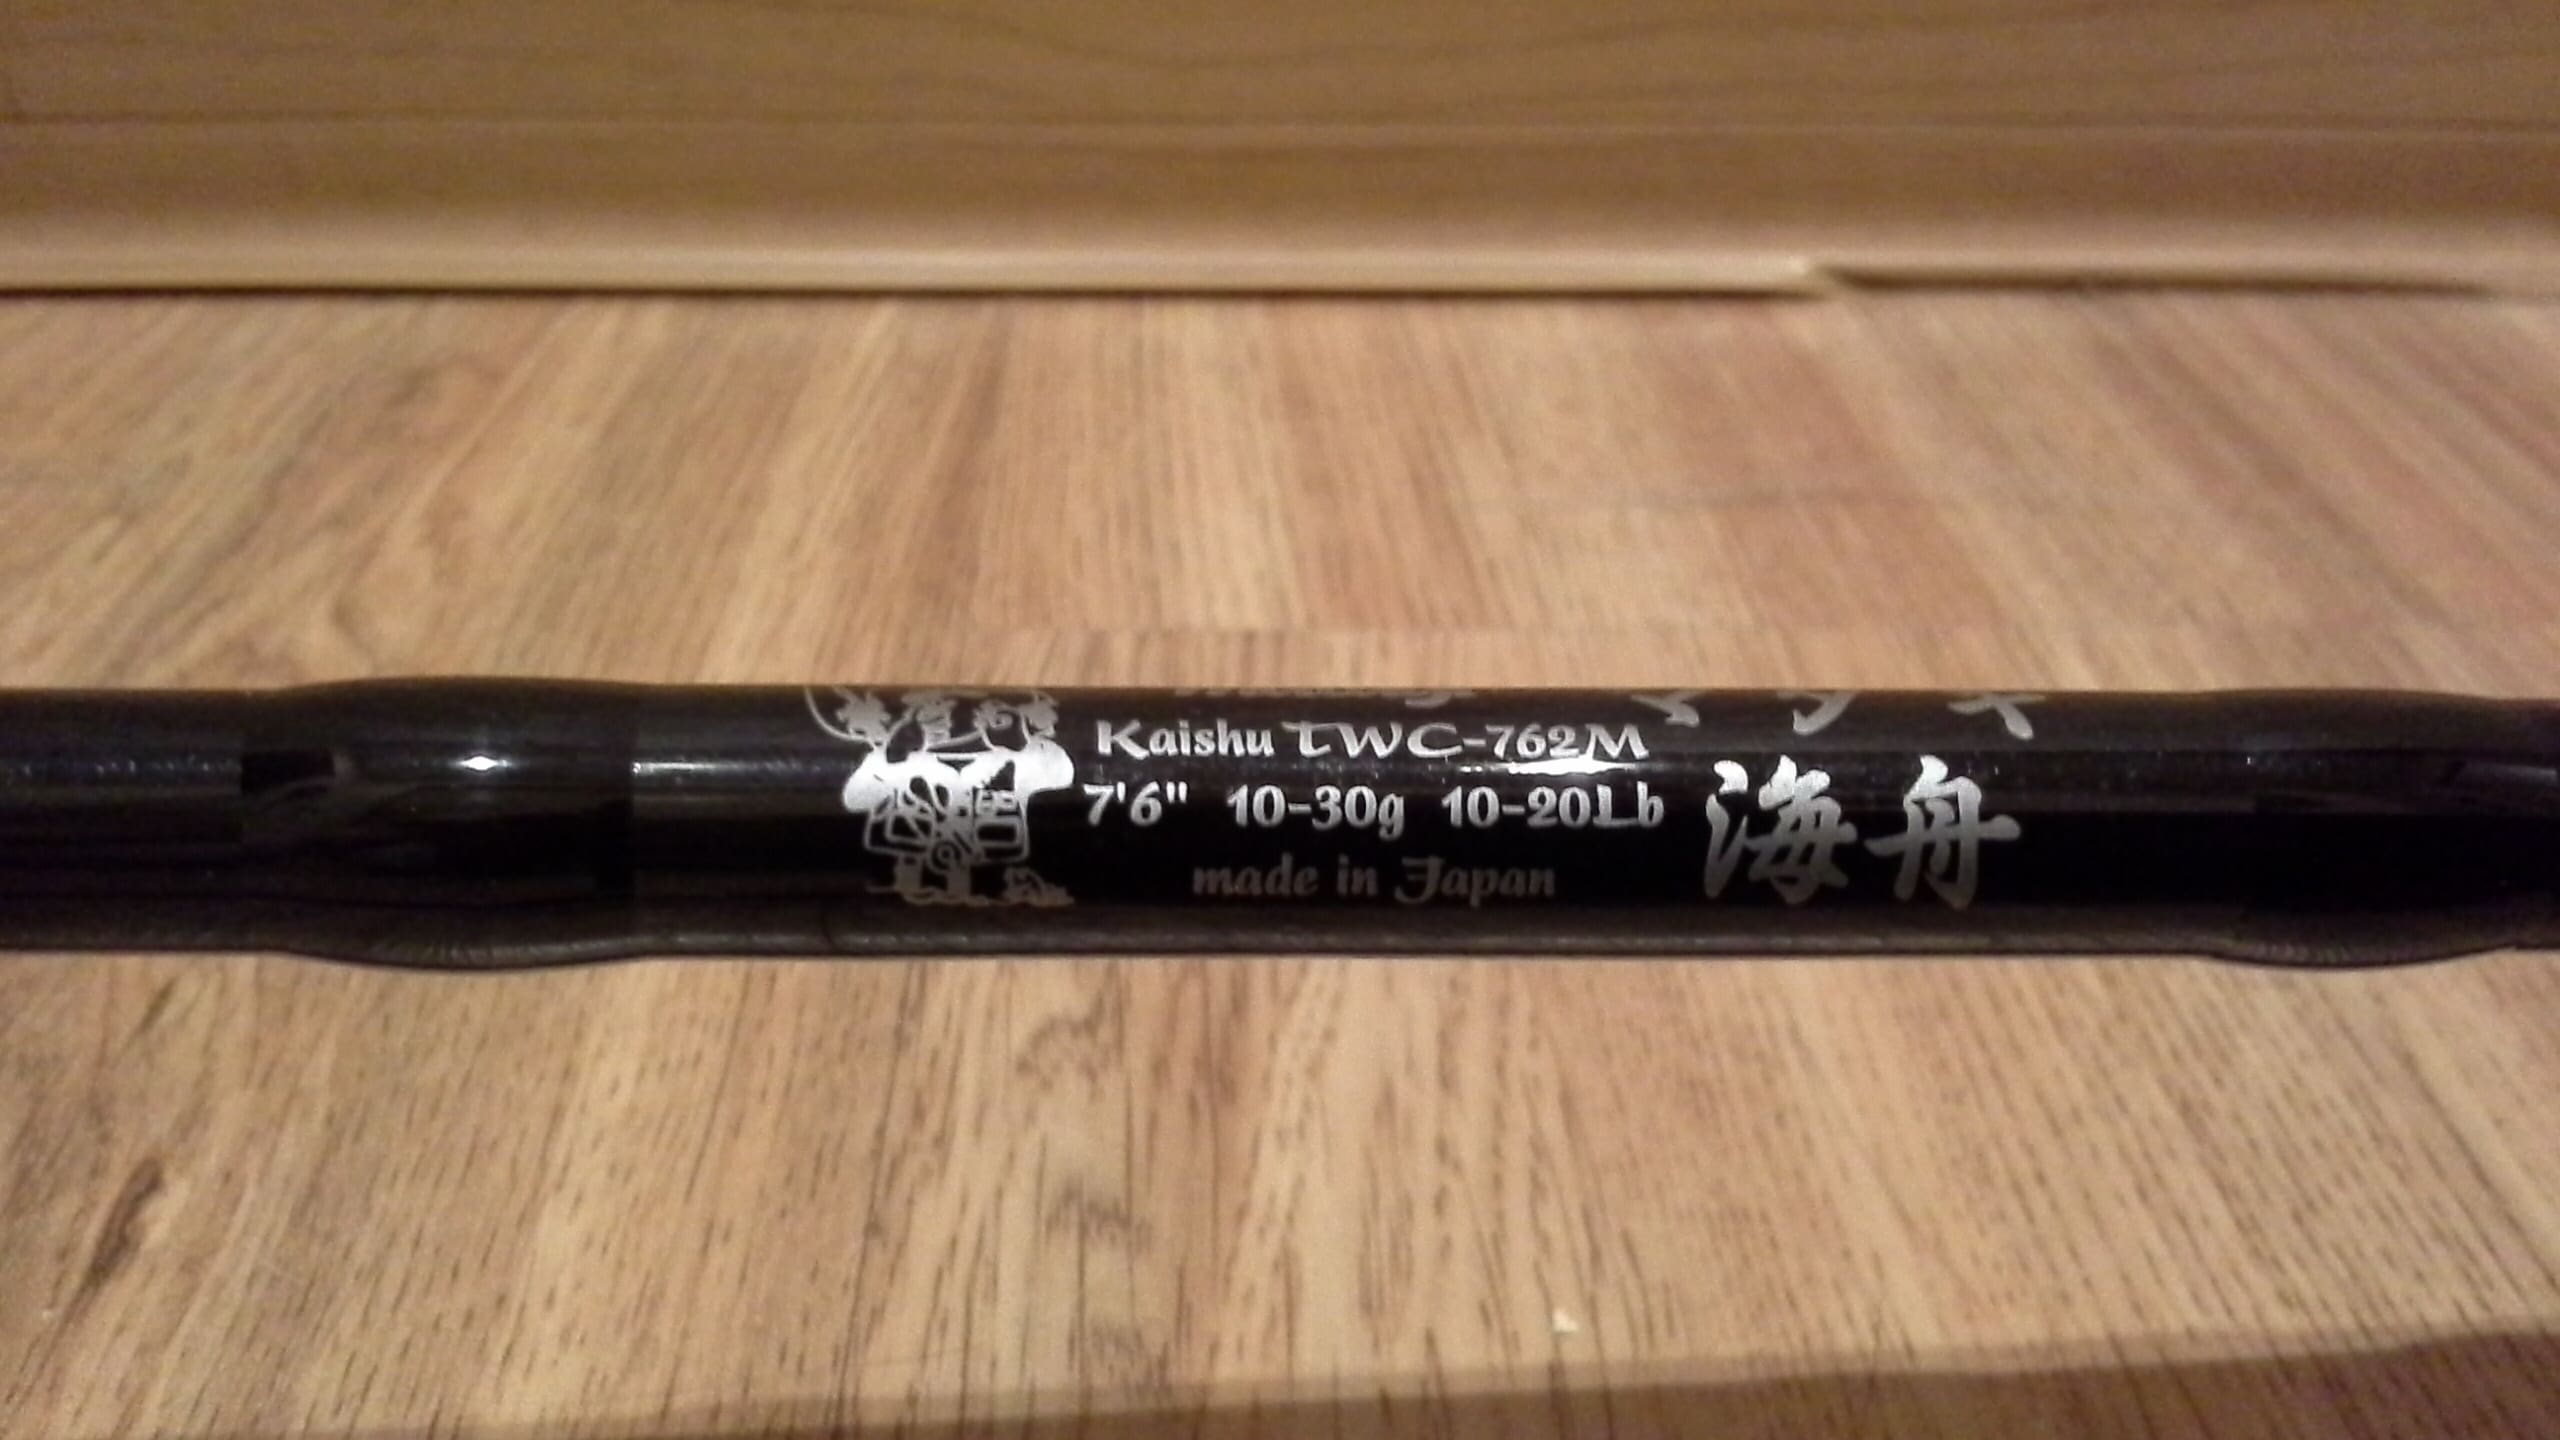 Kaishu TWC-762M
7'6" 10-30g 10-20Lb
made in Japan
海舟